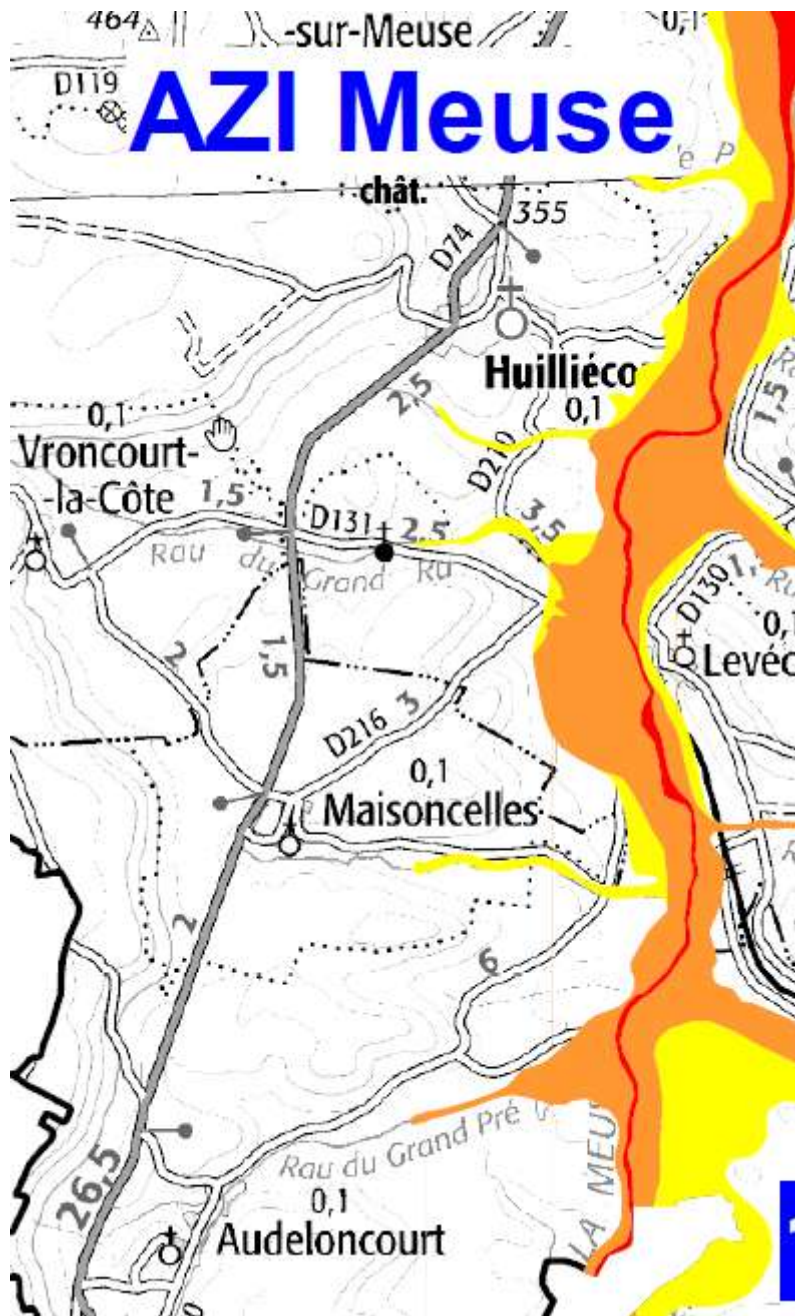 464
-sur-Meuse
0,1
D119
AZI Meuse
chât.
355
D74
Huilliéco
0,1
2,5
D210
0,1
Vroncourt-
-la-Côte
1,5
D131
2,5
3,5
1,5
Rau du Grand Ru
D130
1,
0,1
Levéc
2
1,5
D216
3
0,1
Maisoncelles
2
6
Rau du Grand Pré
LA MEUS
26,5
0,1
Audeloncourt